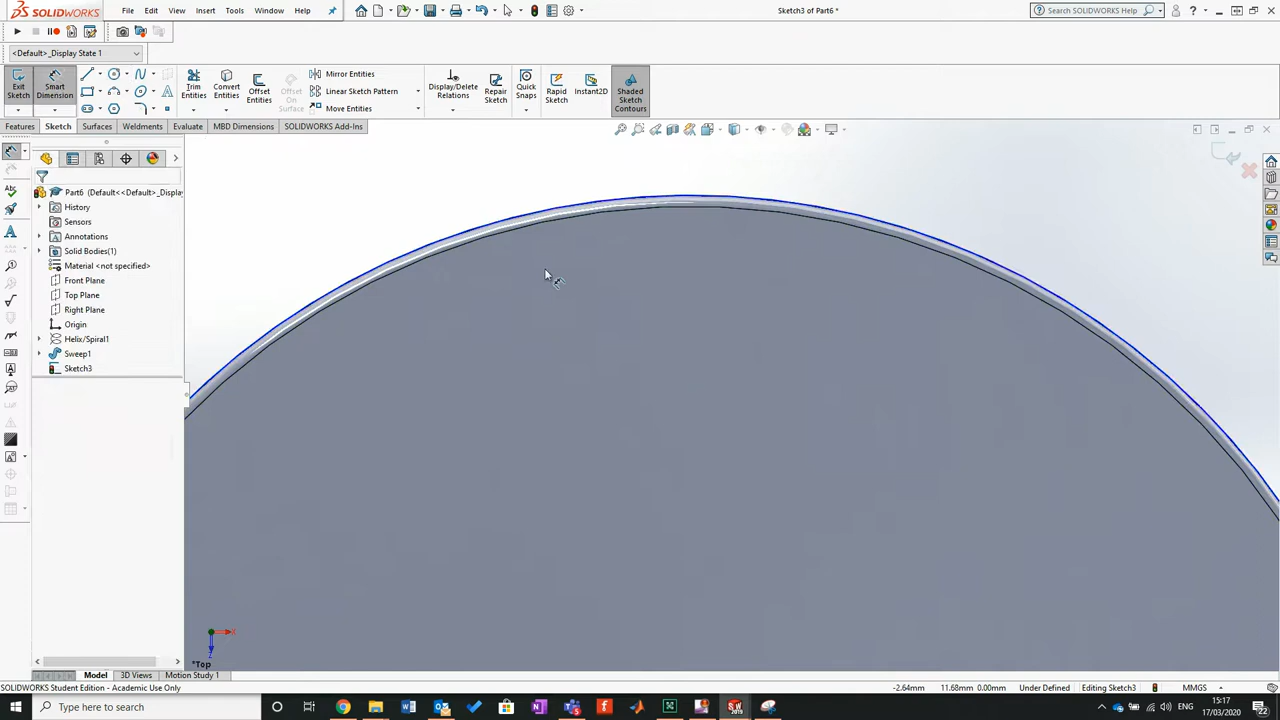 SOLIDWORKS
File Edit View Insert Tools Window Help
Sketch3 of Part6 *
Search SOLIDWORKS Help
<Default>_Display State 1
Exit Sketch
Smart Dimension
Trim Entities
Convert Entities
Offset Entities
Offset On Surface
Mirror Entities
Linear Sketch Pattern
Move Entities
Display/Delete Relations
Repair Sketch
Quick Snaps
Rapid Sketch
Instant2D
Shaded Sketch Contours
Features Sketch Surfaces Weldments Evaluate MBD Dimensions SOLIDWORKS Add-Ins
Part6 (Default<<Default>_Display
History
Sensors
Annotations
Solid Bodies(1)
Material <not specified>
Front Plane
Top Plane
Right Plane
Origin
Helix/Spiral1
Sweep1
Sketch3
*Top
Model 3D Views Motion Study 1
SOLIDWORKS Student Edition - Academic Use Only
-2.64mm 11.68mm 0.00mm Under Defined Editing Sketch3 MMGS
Type here to search
ENG
15:17
17/03/2020